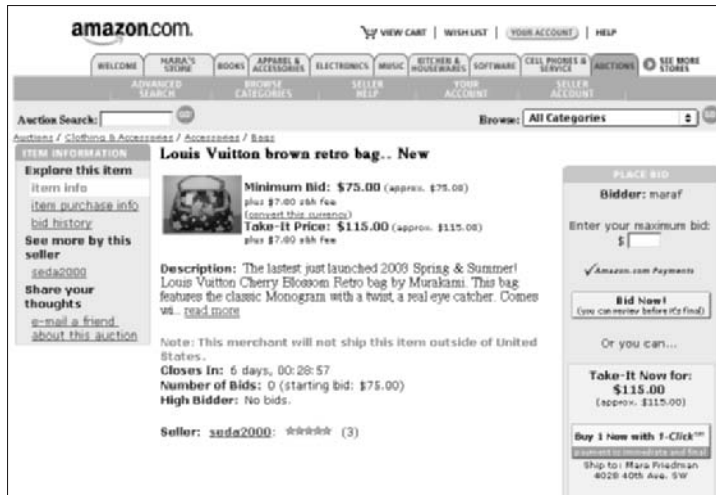 amazon.com.
VIEW CART | WISH LIST | YOUR ACCOUNT | HELP
WELCOME
MARA'S STORE
BOOKS
APPAREL & ACCESSORIES
ELECTRONICS
MUSIC
KITCHEN & HOUSEWARES
SOFTWARE
CELL PHONES & SERVICE
AUCTIONS
SEE MORE STORES
ADVANCED SEARCH
BROWSE CATEGORIES
SELLER HELP
YOUR ACCOUNT
SELLER ACCOUNT
Auction Search: GO!
Browse: All Categories GO!
Auctions / Clothing & Accessories / Accessories / Bags
ITEM INFORMATION
Explore this item
item info
item purchase info
bid history
See more by this
seller
seda2000
Share your
thoughts
e-mail a friend
about this auction
Louis Vuitton brown retro bag.. New
Minimum Bid: $75.00 (approx. $75.00)
plus $7.00 s&h fee
(convert this currency)
Take-It Price: $115.00 (approx. $115.00)
plus $7.00 s&h fee
Description: The lastest just launched 2003 Spring & Summer!
Louis Vuitton Cherry Blossom Retro bag by Murakami. This bag
features the classic Monogram with a twist, a real eye catcher. Comes
wi... read more
Note: This merchant will not ship this item outside of United
States.
Closes In: 6 days, 00:28:57
Number of Bids: 0 (starting bid: $75.00)
High Bidder: No bids.
Seller: seda2000: (3)
PLACE BID
Bidder: maraf
Enter your maximum bid:
$
Amazon.com Payments
Bid Now!
(you can review before it's final)
Or you can...
Take-It Now for:
$115.00
(approx. $115.00)
Buy 1 Now with 1-Click
payment is immediate and final
Ship to: Mara Friedman
4028 40th Ave. SW